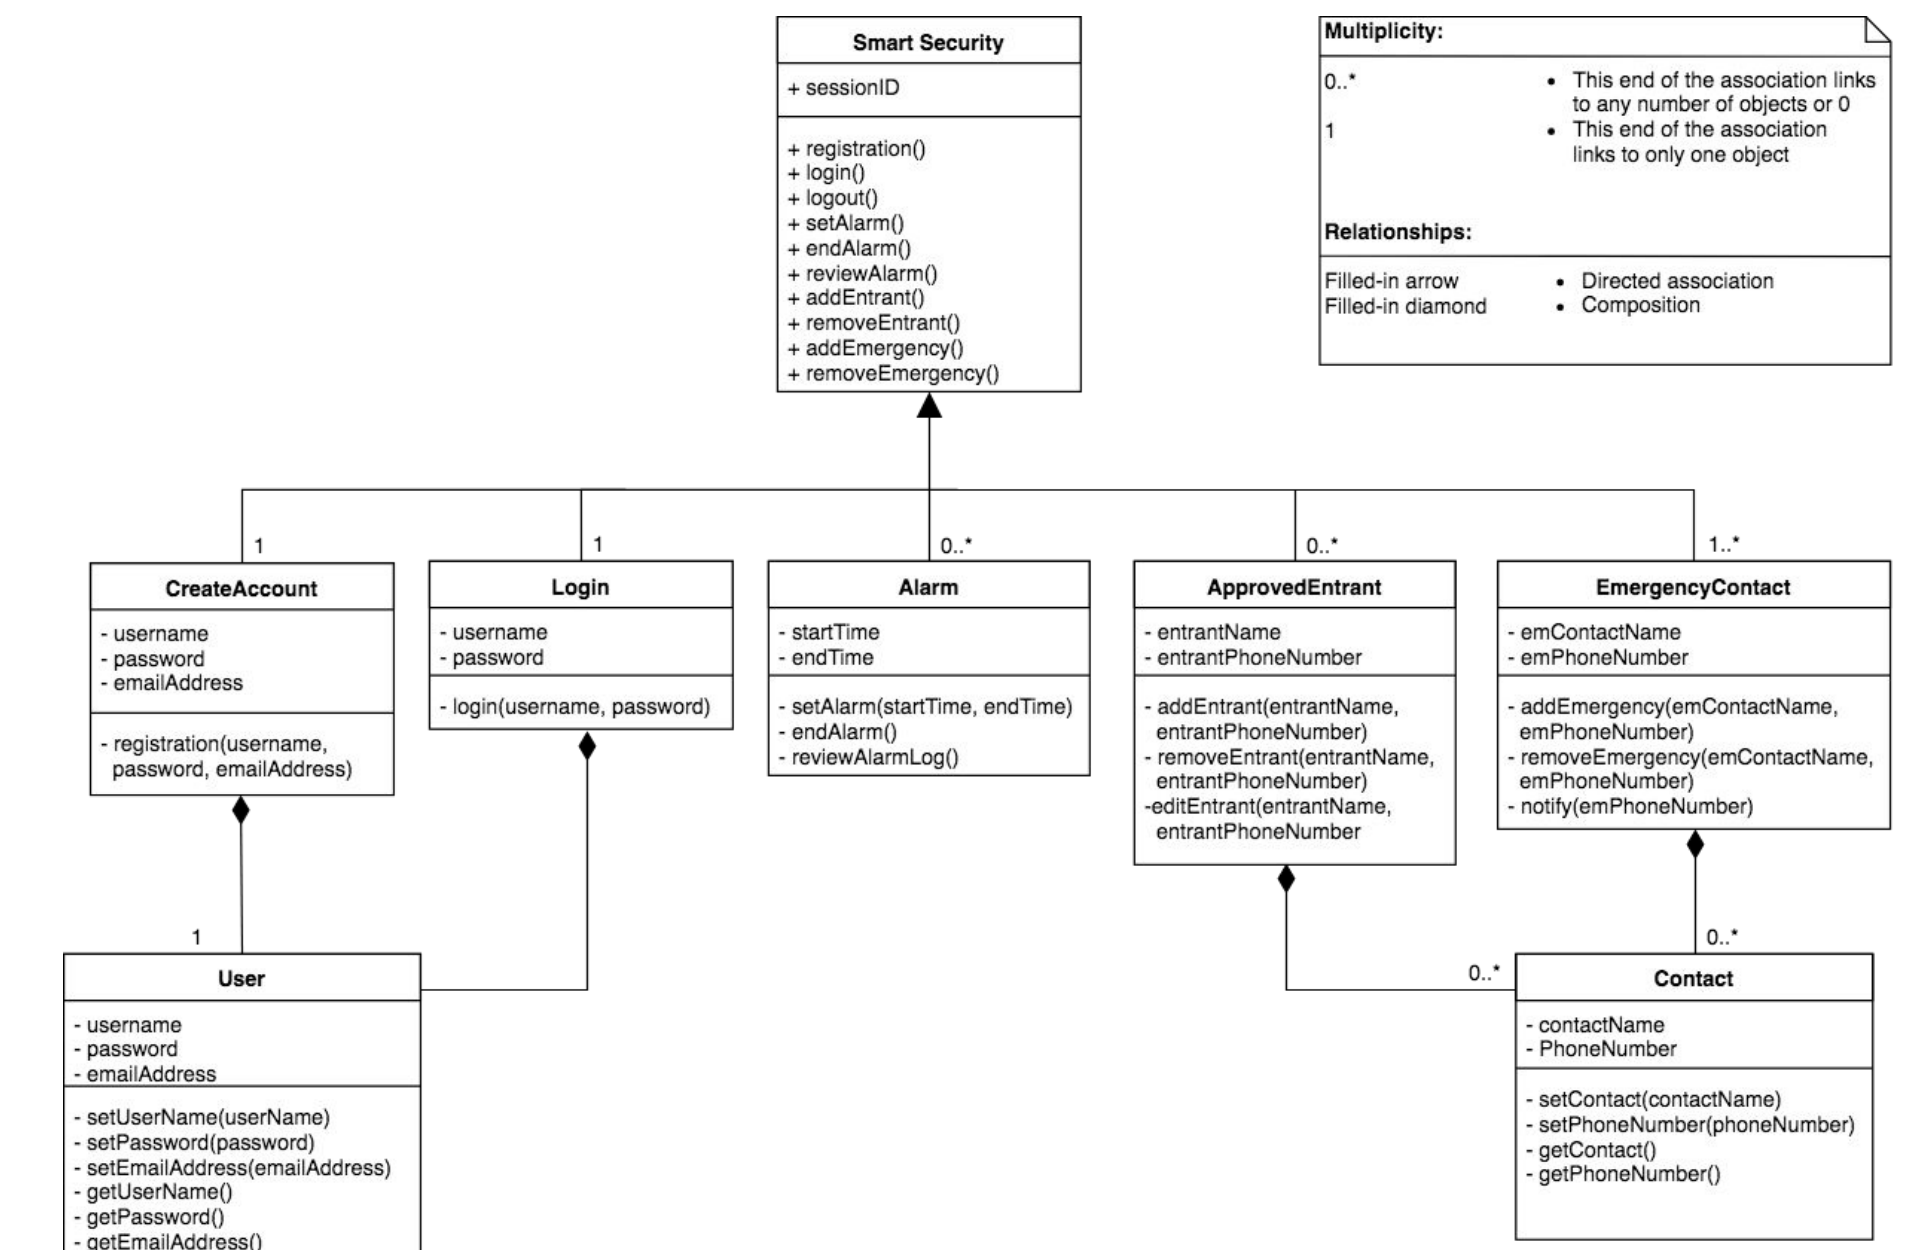 Smart Security
+ sessionID
+ registration()
+ login()
+ logout()
+ setAlarm()
+ endAlarm()
+ reviewAlarm()
+ addEntrant()
+ removeEntrant()
+ addEmergency()
+ removeEmergency()
Multiplicity:
0..* • This end of the association links
to any number of objects or 0
1 • This end of the association
links to only one object
Relationships:
Filled-in arrow • Directed association
Filled-in diamond • Composition
1
1
0..*
0..*
1..*
CreateAccount
- username
- password
- emailAddress
- registration(username,
password, emailAddress)
Login
- username
- password
- login(username, password)
Alarm
- startTime
- endTime
- setAlarm(startTime, endTime)
- endAlarm()
- reviewAlarmLog()
ApprovedEntrant
- entrantName
- entrantPhoneNumber
- addEntrant(entrantName,
entrantPhoneNumber)
- removeEntrant(entrantName,
entrantPhoneNumber)
-editEntrant(entrantName,
entrantPhoneNumber
EmergencyContact
- emContactName
- emPhoneNumber
- addEmergency(emContactName,
emPhoneNumber)
- removeEmergency(emContactName,
emPhoneNumber)
- notify(emPhoneNumber)
1
0..*
0..*
User
- username
- password
- emailAddress
- setUserName(userName)
- setPassword(password)
- setEmailAddress(emailAddress)
- getUserName()
- getPassword()
- getEmailAddress()
Contact
- contactName
- PhoneNumber
- setContact(contactName)
- setPhoneNumber(phoneNumber)
- getContact()
- getPhoneNumber()